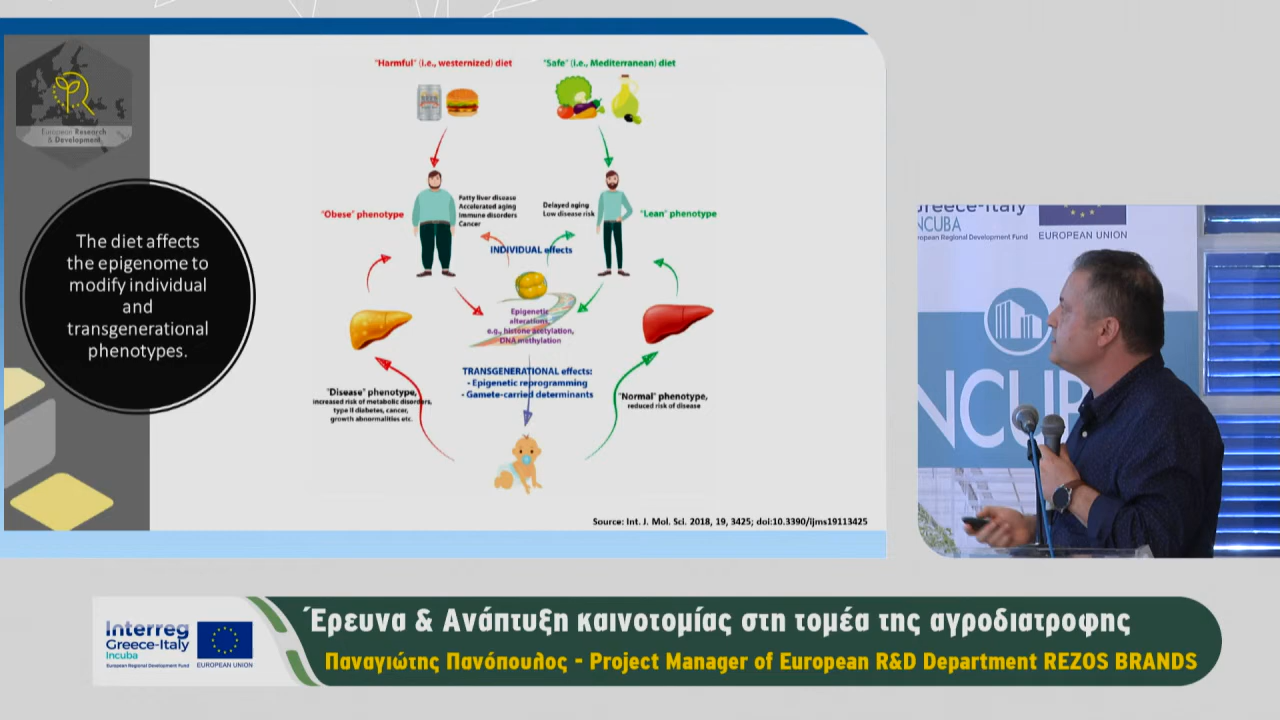 "Harmful" (i.e., westernized) diet
"Safe" (i.e., Mediterranean) diet
European Research
& Development
The diet affects
the epigenome to
modify individual
and
transgenerational
phenotypes.
"Obese" phenotype
Fatty liver disease
Accelerated aging
Immune disorders
Cancer
Delayed aging
Low disease risk
"Lean" phenotype
INDIVIDUAL effects
Epigenetic
alterations,
e.g., histone acetylation,
DNA methylation
TRANSGENERATIONAL effects:
- Epigenetic reprogramming
- Gamete-carried determinants
"Disease" phenotype,
increased risk of metabolic disorders,
type II diabetes, cancer,
growth abnormalities etc.
"Normal" phenotype,
reduced risk of disease
Source: Int. J. Mol. Sci. 2018, 19, 3425; doi:10.3390/ijms19113425
Greece-Italy
INCUBA
European Regional Development Fund
EUROPEAN UNION
INCUB
Interreg
Greece-Italy
Incuba
European Regional Development Fund
EUROPEAN UNION
Έρευνα & Ανάπτυξη καινοτομίας στη τομέα της αγροδιατροφης
Παναγιώτης Πανόπουλος - Project Manager of European R&D Department REZOS BRANDS